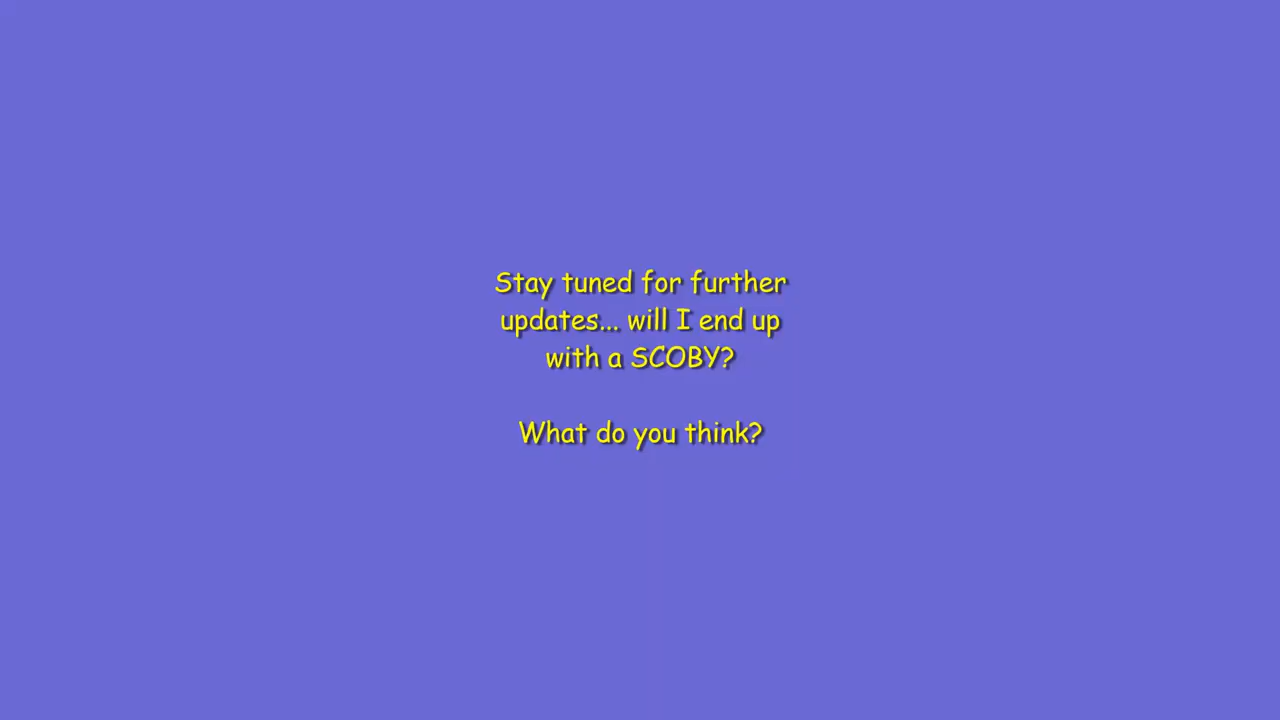 Stay tuned for further
updates... will I end up
with a SCOBY?
What do you think?